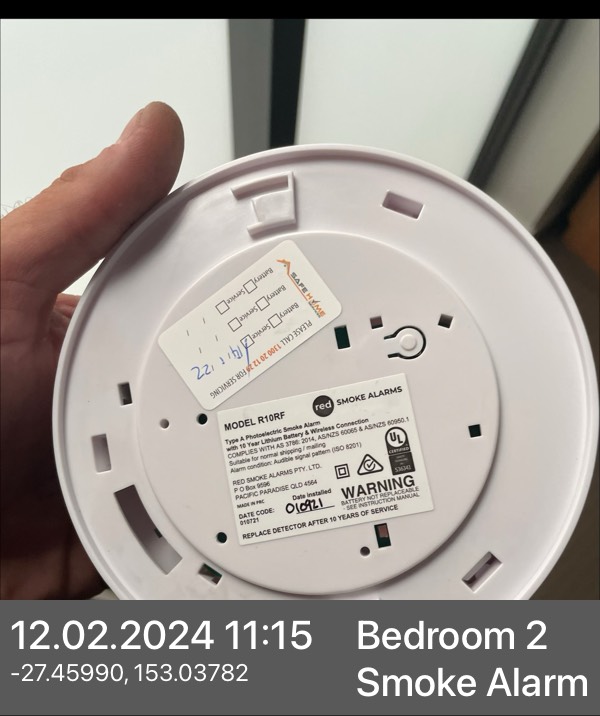 SAFE HOME
Battery Service
Battery Service
Battery Service
PLEASE CALL 1300 20 12 FOR SERVICING
MODEL R10RF
red SMOKE ALARMS
Type A Photoelectric Smoke Alarm
with 10 Year Lithium Battery & Wireless Connection
COMPLIES WITH AS 3786: 2014, AS/NZS 60065 & AS/NZS 60950.1
Suitable for normal shipping / mailing
Alarm condition: Audible signal pattern (ISO 8201)
RED SMOKE ALARMS PTY. LTD.
P O Box 9596
PACIFIC PARADISE QLD 4564
MADE IN PRC
DATE CODE:
010721
Date installed
010921
UL
S36341
WARNING
BATTERY NOT REPLACEABLE
- SEE INSTRUCTION MANUAL
REPLACE DETECTOR AFTER 10 YEARS OF SERVICE
12.02.2024 11:15
-27.45990, 153.03782
Bedroom 2
Smoke Alarm